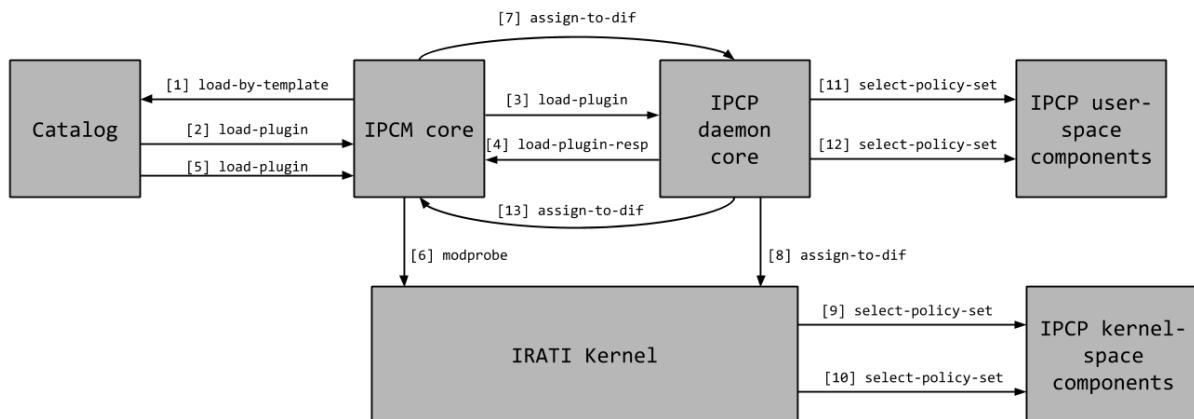 [7] assign-to-dif
[1] load-by-template
[2] load-plugin
[5] load-plugin
Catalog
IPCM core
[3] load-plugin
[4] load-plugin-resp
IPCP
daemon
core
[11] select-policy-set
[12] select-policy-set
IPCP user-
space
components
[13] assign-to-dif
[6] modprobe
[8] assign-to-dif
IRATI Kernel
[9] select-policy-set
[10] select-policy-set
IPCP kernel-
space
components